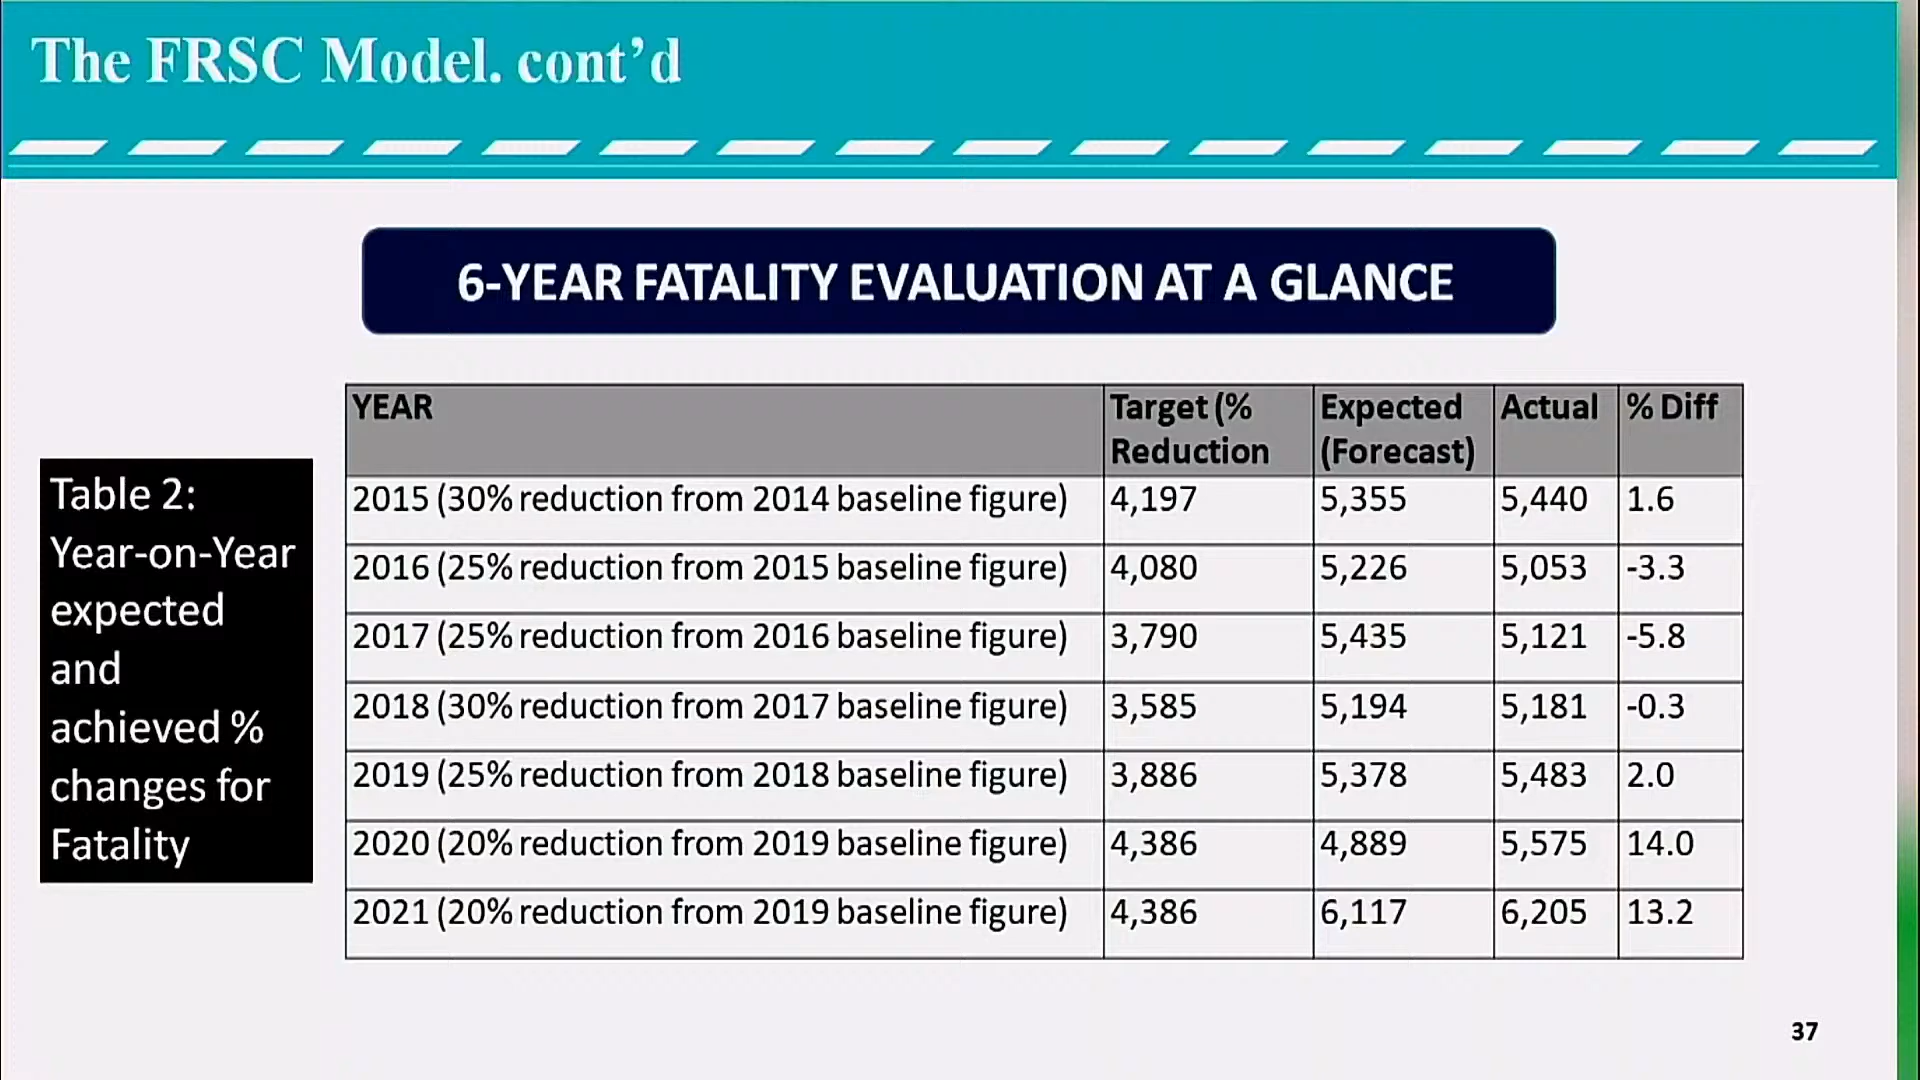 The FRSC Model. cont’d
6-YEAR FATALITY EVALUATION AT A GLANCE
Table 2:
Year-on-Year
expected
and
achieved %
changes for
Fatality
YEAR Target (% Reduction Expected (Forecast) Actual % Diff
2015 (30% reduction from 2014 baseline figure) 4,197 5,355 5,440 1.6
2016 (25% reduction from 2015 baseline figure) 4,080 5,226 5,053 -3.3
2017 (25% reduction from 2016 baseline figure) 3,790 5,435 5,121 -5.8
2018 (30% reduction from 2017 baseline figure) 3,585 5,194 5,181 -0.3
2019 (25% reduction from 2018 baseline figure) 3,886 5,378 5,483 2.0
2020 (20% reduction from 2019 baseline figure) 4,386 4,889 5,575 14.0
2021 (20% reduction from 2019 baseline figure) 4,386 6,117 6,205 13.2
37